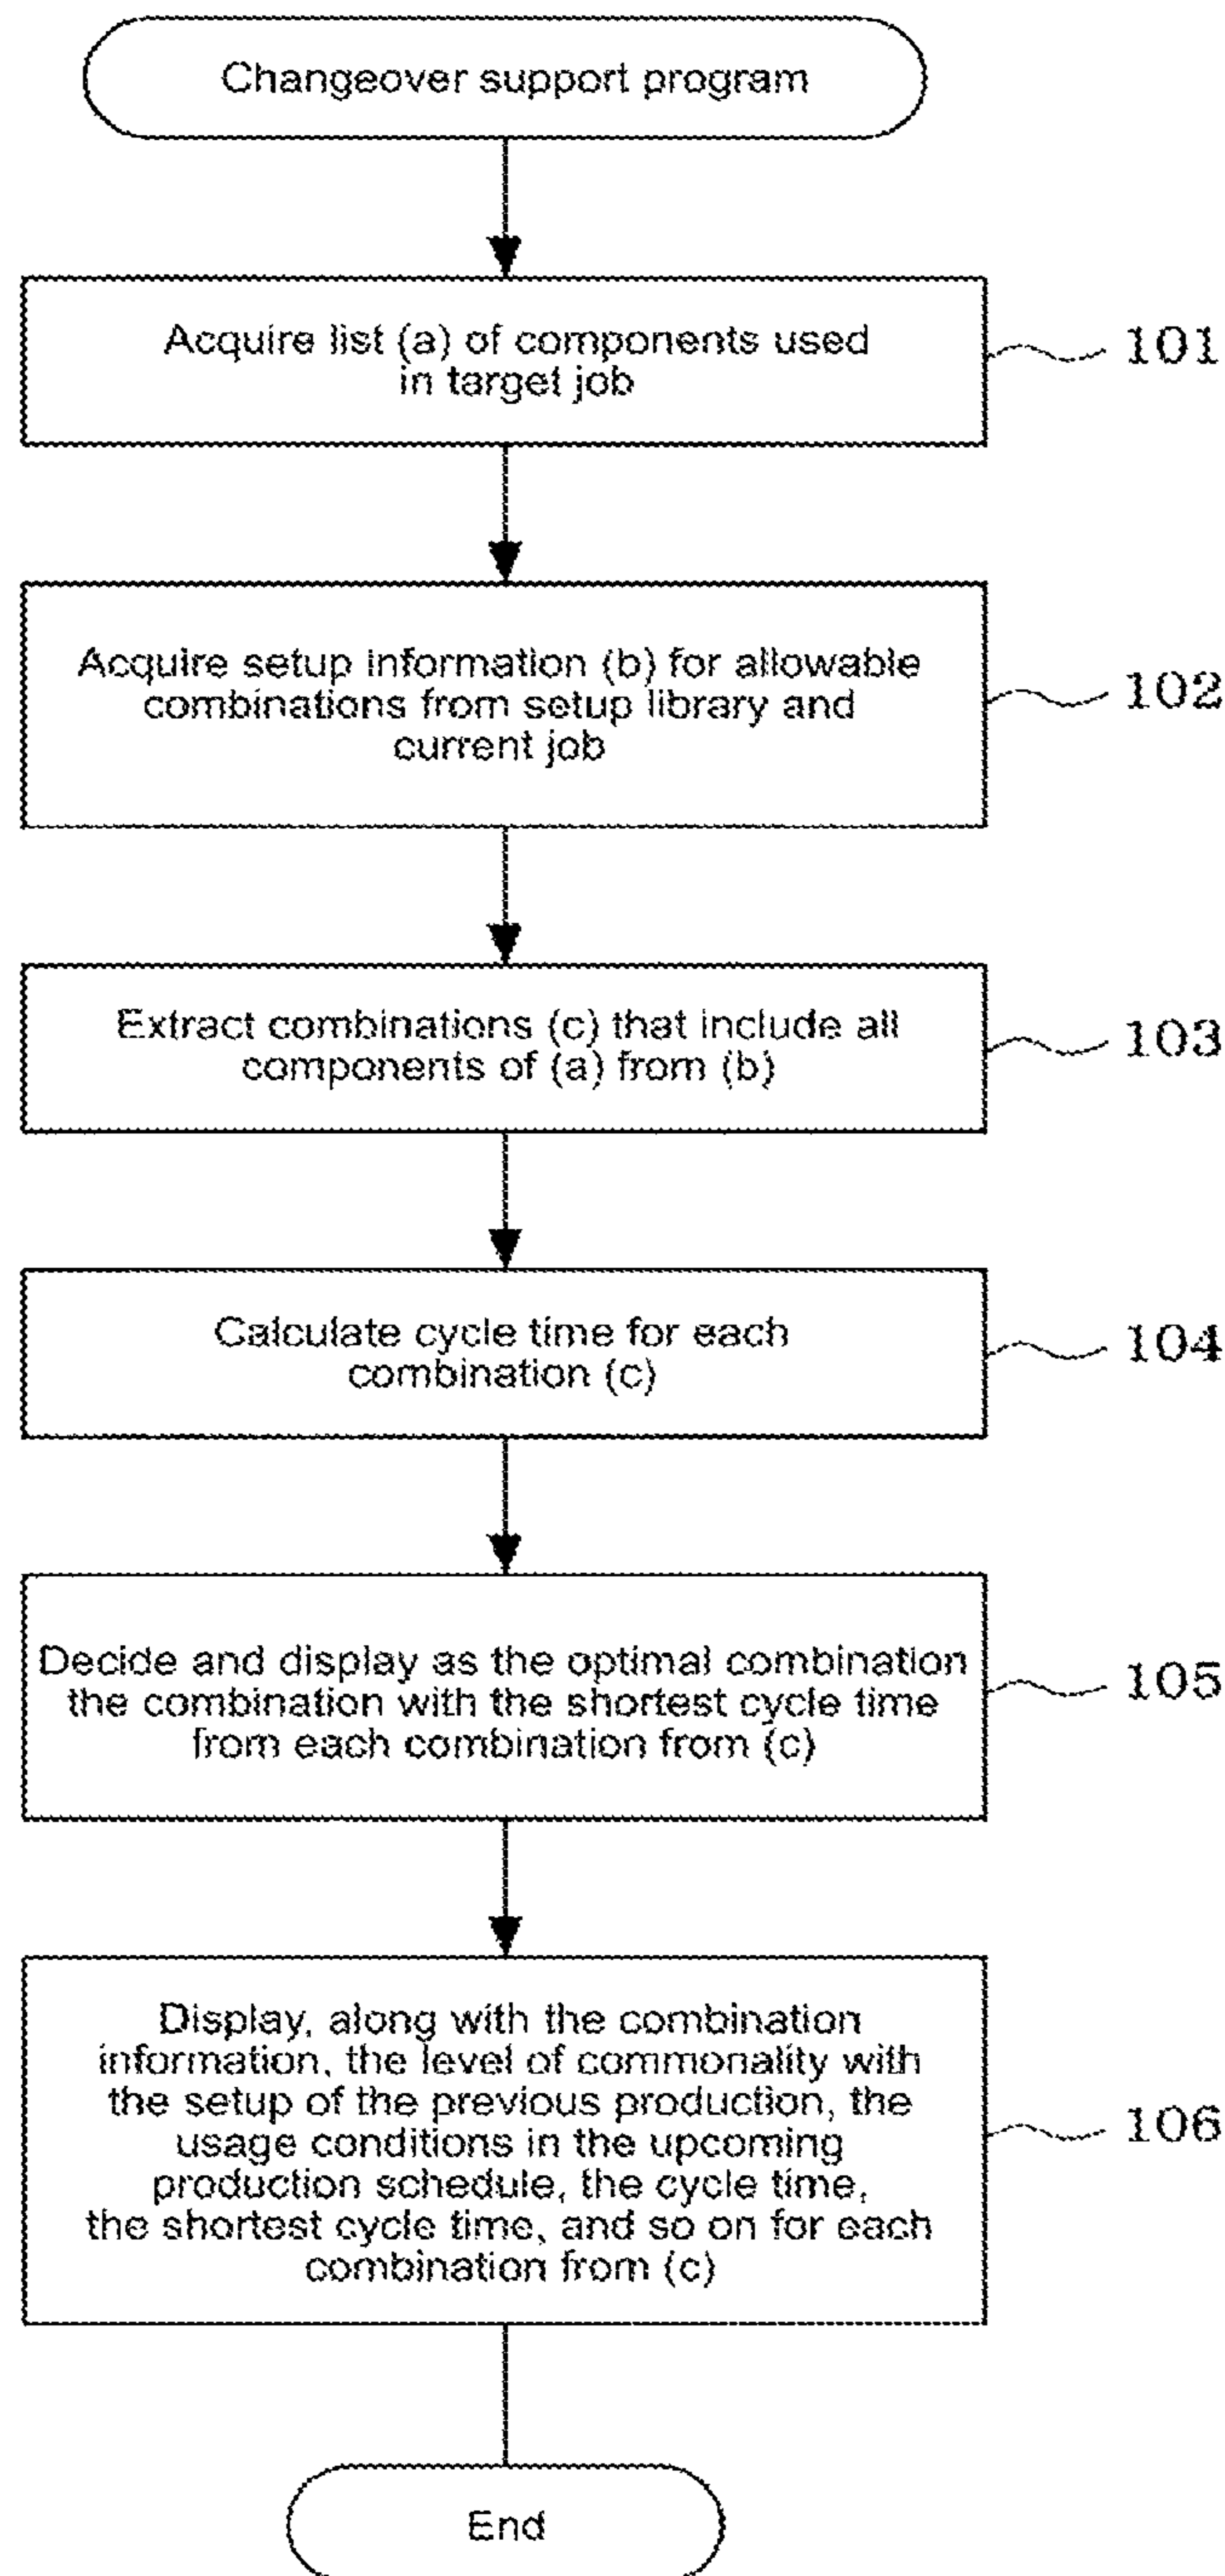 Changeover support program
Acquire list (a) of components used
in target job
101
Acquire setup information (b) for allowable
combinations from setup library and
current job
102
Extract combinations (c) that include all
components of (a) from (b)
103
Calculate cycle time for each
combination (c)
104
Decide and display as the optimal combination
the combination with the shortest cycle time
from each combination from (c)
105
Display, along with the combination
information, the level of commonality with
the setup of the previous production, the
usage conditions in the upcoming
production schedule, the cycle time,
the shortest cycle time, and so on for each
combination from (c)
106
End